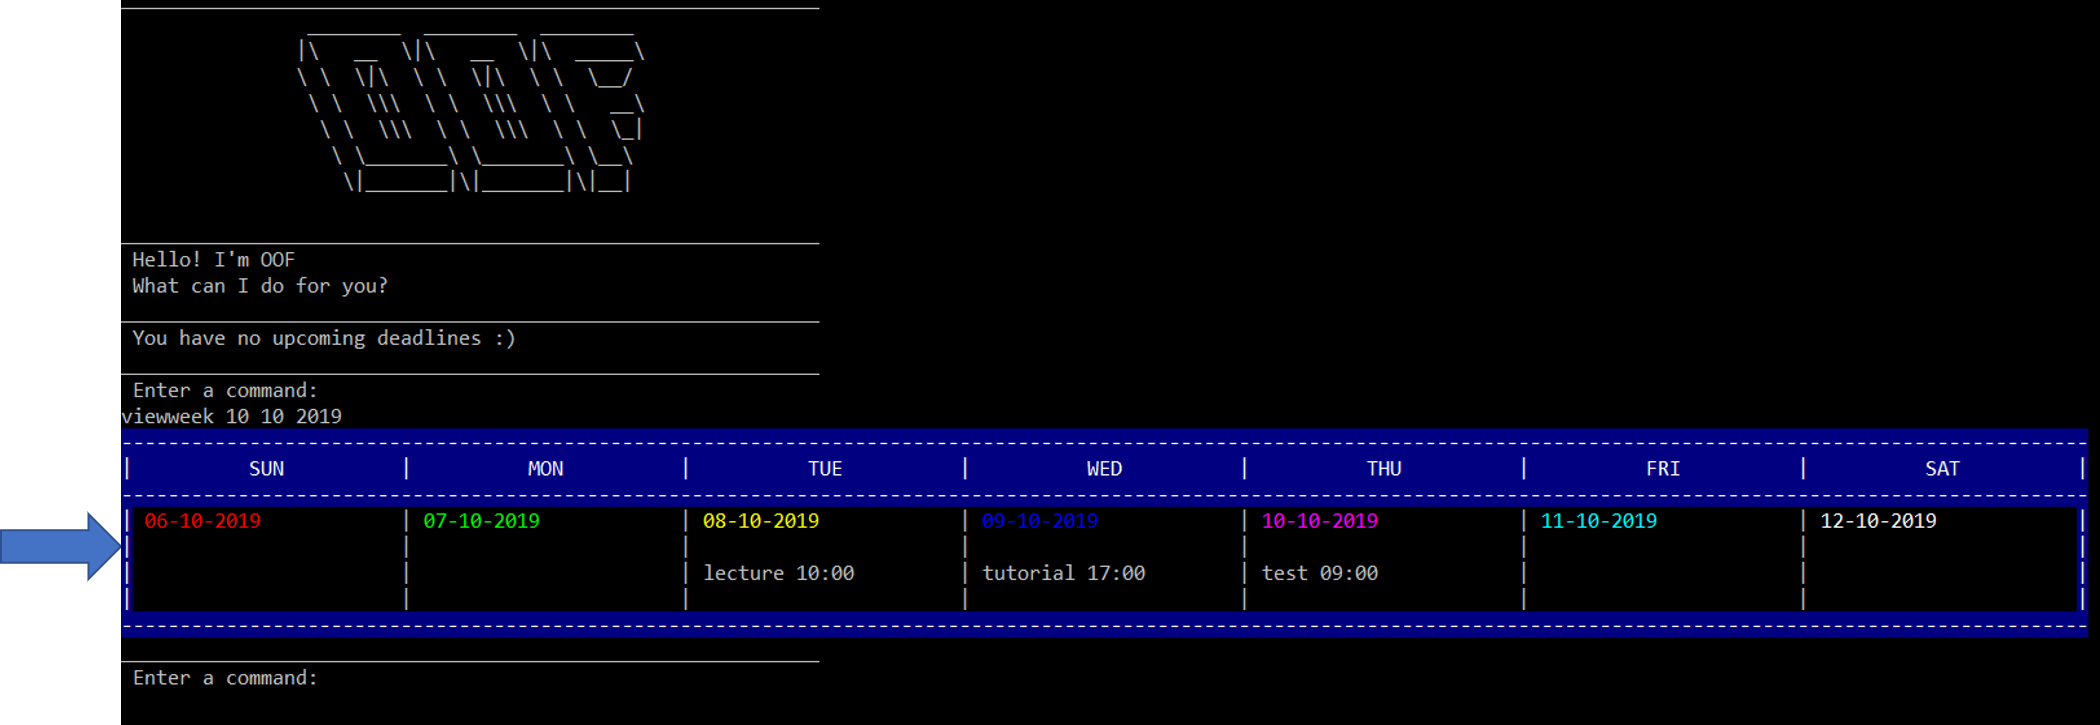 Hello! I'm OOF
What can I do for you?
You have no upcoming deadlines :)
Enter a command:
viewweek 10 10 2019
| SUN | MON | TUE | WED | THU | FRI | SAT |
| 06-10-2019 | 07-10-2019 | 08-10-2019 | 09-10-2019 | 10-10-2019 | 11-10-2019 | 12-10-2019 |
lecture 10:00 | tutorial 17:00 | test 09:00
Enter a command: